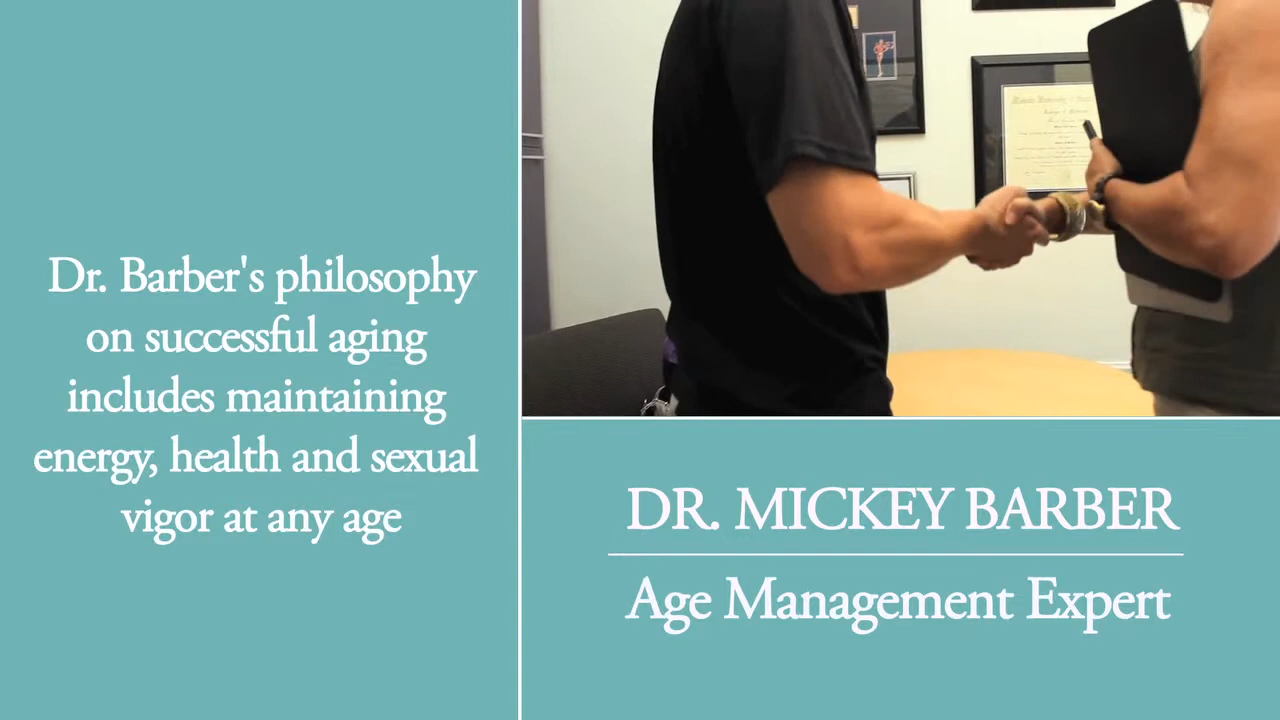 Dr. Barber's philosophy
on successful aging
includes maintaining
energy, health and sexual
vigor at any age
DR. MICKEY BARBER
Age Management Expert